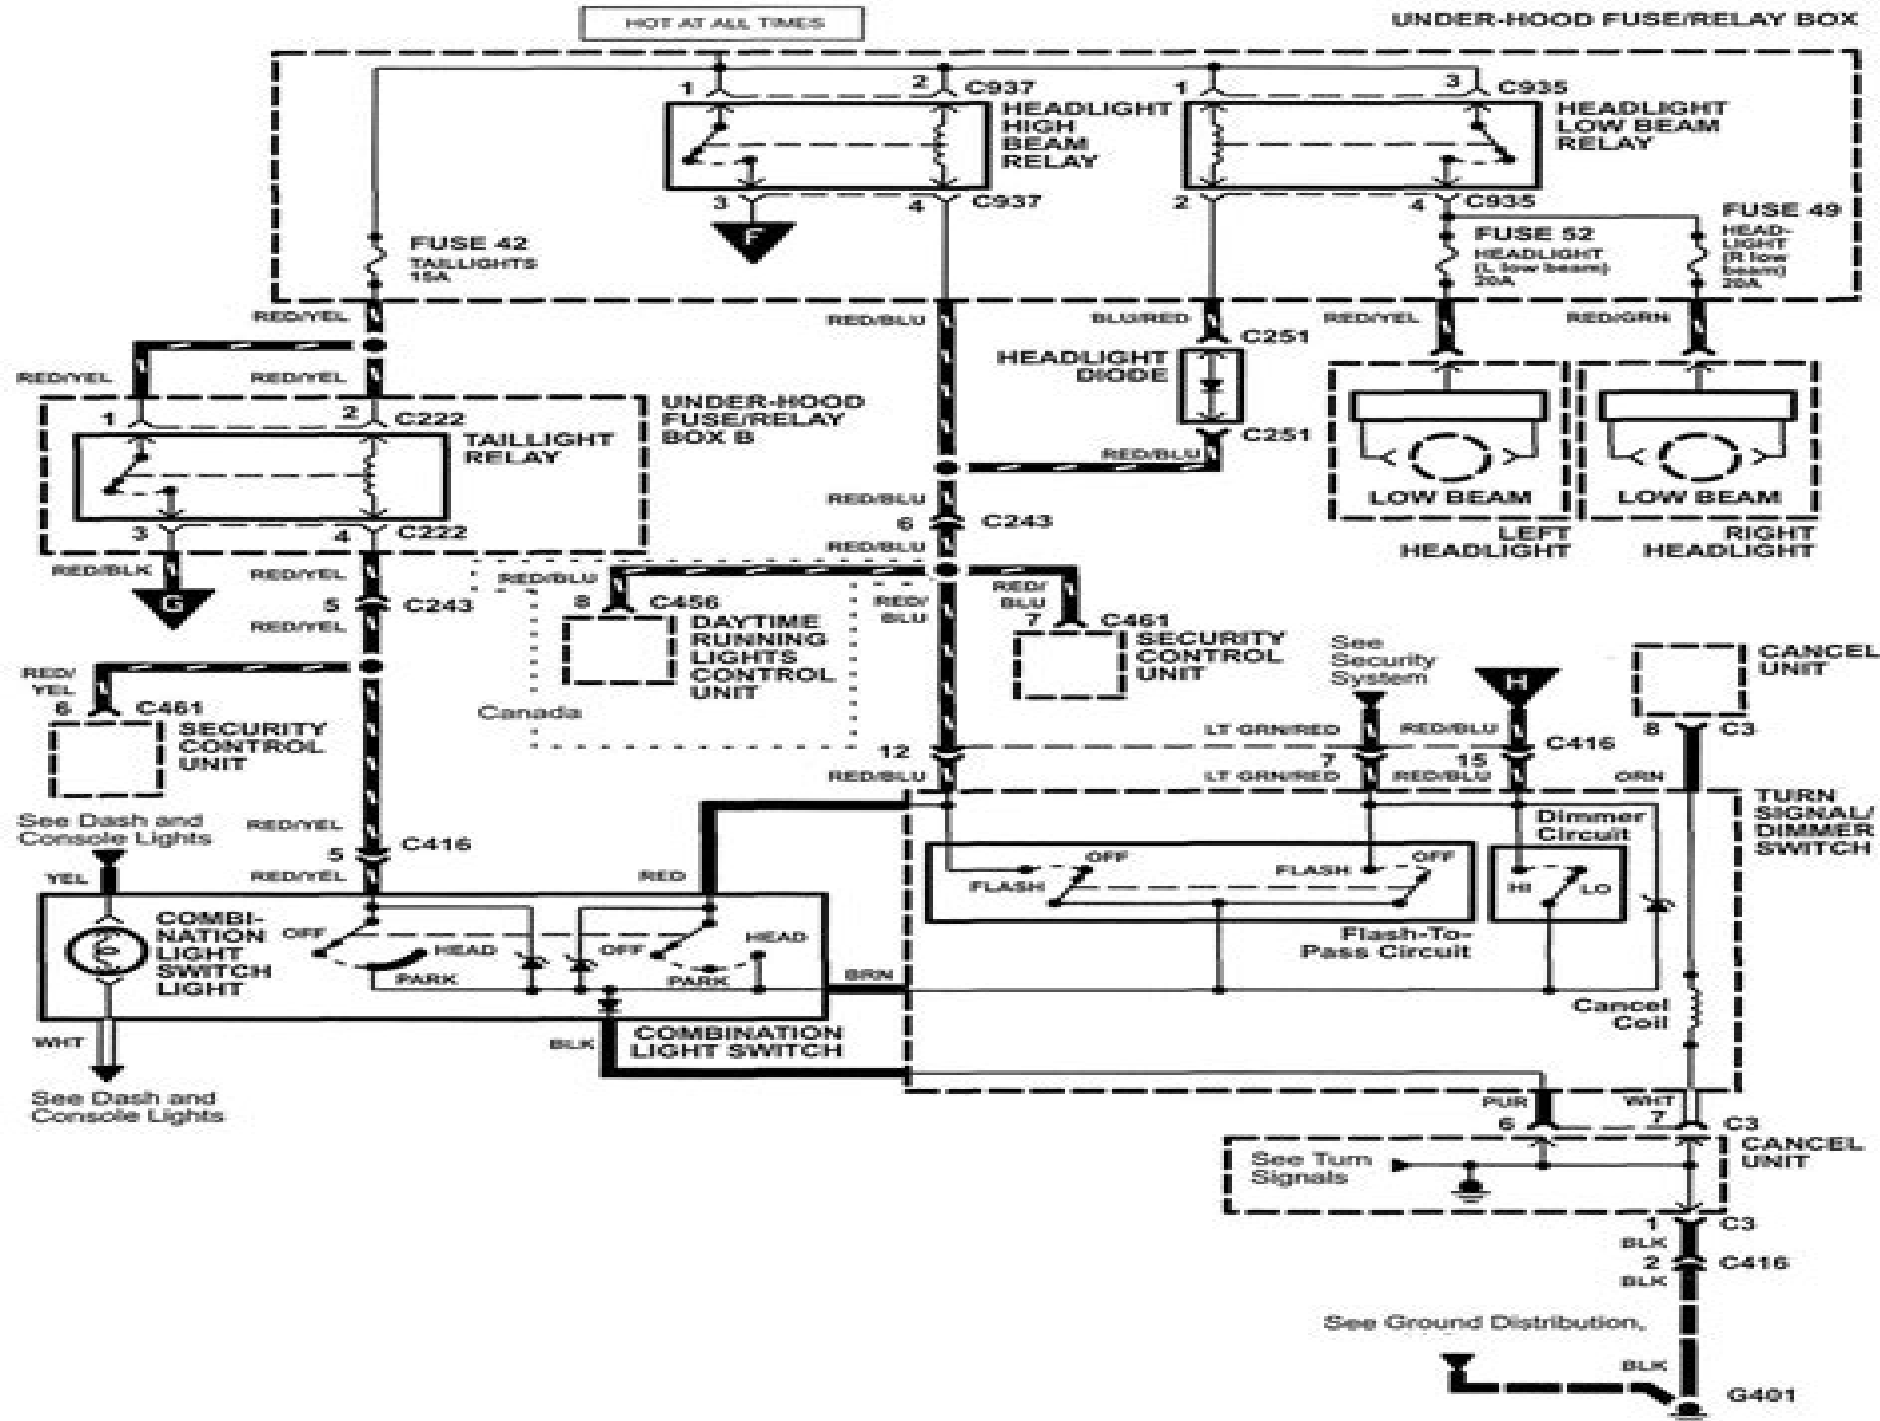 HOT AT ALL TIMES
UNDER-HOOD FUSE/RELAY BOX
1
2
C937
1
3
C935
HEADLIGHT
HIGH
BEAM
RELAY
HEADLIGHT
LOW BEAM
RELAY
3
4
C937
2
4
C935
F
FUSE 42
TAILLIGHTS
15A
FUSE 52
HEADLIGHT
(L low beam)
20A
FUSE 49
HEAD-
LIGHT
(R low
beam)
20A
RED/YEL
RED/BLU
BLU/RED
RED/YEL
RED/GRN
C251
HEADLIGHT
DIODE
RED/YEL
RED/YEL
1
2
C222
UNDER-HOOD
FUSE/RELAY
BOX B
TAILLIGHT
RELAY
C251
RED/BLU
LOW BEAM
LOW BEAM
LEFT
HEADLIGHT
RIGHT
HEADLIGHT
RED/BLU
6
C243
RED/BLU
3
4
C222
RED/BLK
RED/YEL
G
5
C243
RED/YEL
RED/BLU
8
C456
DAYTIME
RUNNING
LIGHTS
CONTROL
UNIT
Canada
RED/
BLU
RED/
BLU
7
C461
SECURITY
CONTROL
UNIT
See
Security
System
H
CANCEL
UNIT
8
C3
RED/
YEL
6
C461
SECURITY
CONTROL
UNIT
LT GRN/RED
RED/BLU
C416
12
7
15
RED/BLU
LT GRN/RED
RED/BLU
ORN
See Dash and
Console Lights
RED/YEL
5
C416
YEL
RED/YEL
RED
TURN
SIGNAL/
DIMMER
SWITCH
Dimmer
Circuit
OFF
FLASH
FLASH
OFF
HI
LO
Flash-To-
Pass Circuit
COMBI-
NATION
LIGHT
SWITCH
LIGHT
OFF
HEAD
PARK
OFF
HEAD
PARK
BRN
Cancel
Coil
WHT
BLK
COMBINATION
LIGHT SWITCH
See Dash and
Console Lights
PUR
WHT
6
7
C3
CANCEL
UNIT
See Turn
Signals
1
C3
BLK
2
C416
BLK
See Ground Distribution.
BLK
G401